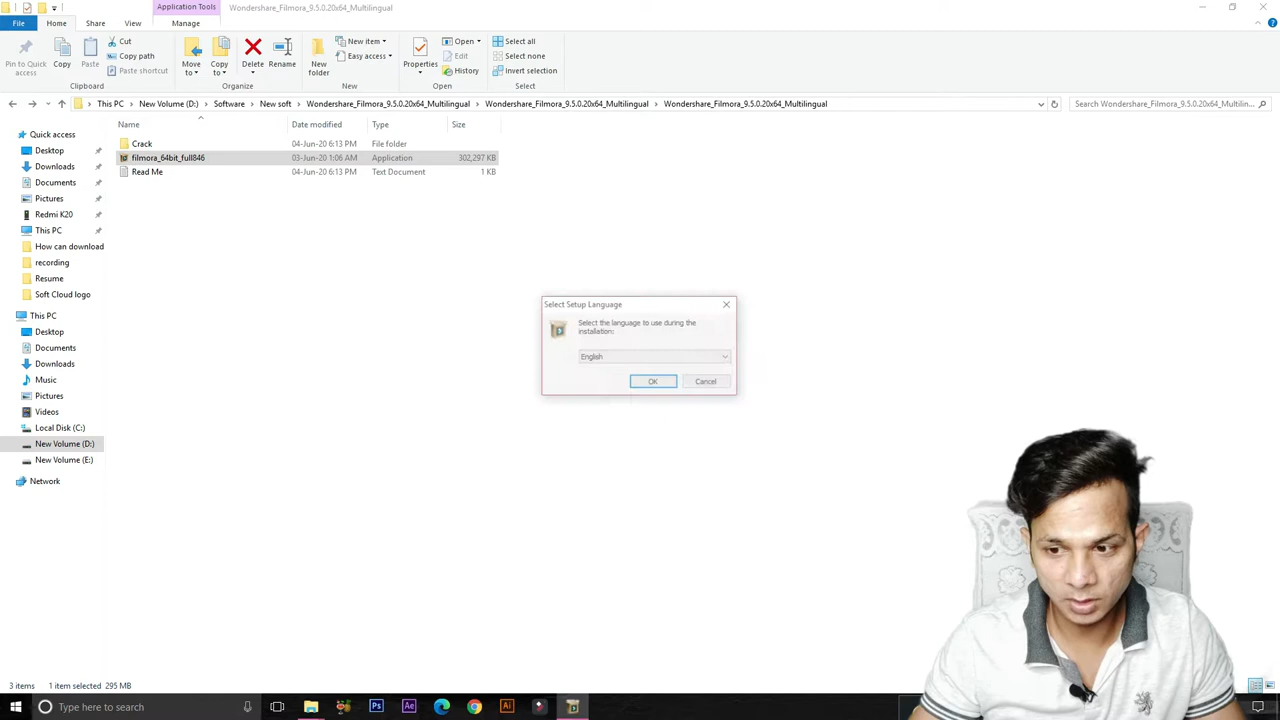 Application Tools
Wondershare_Filmora_9.5.0.20x64_Multilingual
File
Home
Share
View
Manage
Pin to Quick access
Copy
Paste
Cut
Copy path
Paste shortcut
Clipboard
Move to
Copy to
Delete
Rename
Organize
New folder
New item
Easy access
New
Properties
Open
Edit
History
Open
Select all
Select none
Invert selection
Select
This PC
New Volume (D:)
Software
New soft
Wondershare_Filmora_9.5.0.20x64_Multilingual
Wondershare_Filmora_9.5.0.20x64_Multilingual
Wondershare_Filmora_9.5.0.20x64_Multilingual
Search Wondershare_Filmora_9.5.0.20x64_Multilin...
Name
Date modified
Type
Size
Crack
04-Jun-20 6:13 PM
File folder
filmora_64bit_full846
03-Jun-20 1:06 AM
Application
302,297 KB
Read Me
04-Jun-20 6:13 PM
Text Document
1 KB
Quick access
Desktop
Downloads
Documents
Pictures
Redmi K20
This PC
How can download
recording
Resume
Soft Cloud logo
This PC
Desktop
Documents
Downloads
Music
Pictures
Videos
Local Disk (C:)
New Volume (D:)
New Volume (E:)
Network
Select Setup Language
Select the language to use during the
installation:
English
OK
Cancel
3 items
1 item selected 295 MB
Type here to search
Ps
Ae
Ai